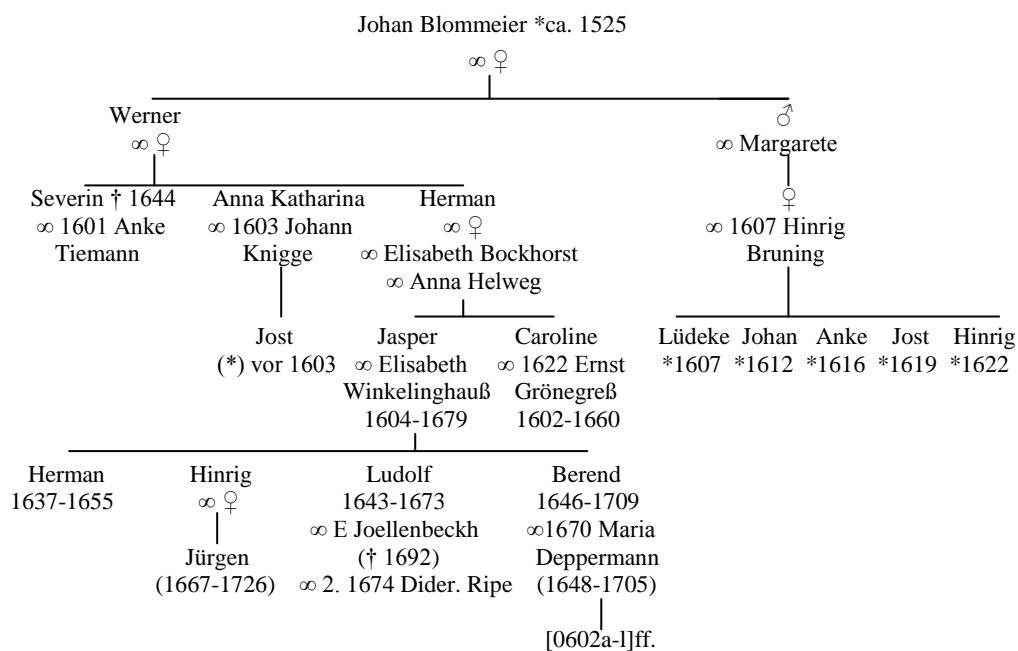 Johan Blommeier *ca. 1525
∞ ♀
Werner
∞ ♀
♂
∞ Margarete
Severin † 1644
∞ 1601 Anke
Tiemann
Anna Katharina
∞ 1603 Johann
Knigge
Herman
∞ ♀
∞ Elisabeth Bockhorst
∞ Anna Helweg
♀
∞ 1607 Hinrig
Bruning
Jost
(*) vor 1603
Jasper
∞ Elisabeth
Winkelinghauß
1604-1679
Caroline
∞ 1622 Ernst
Grönegreß
1602-1660
Lüdeke
*1607
Johan
*1612
Anke
*1616
Jost
*1619
Hinrig
*1622
Herman
1637-1655
Hinrig
∞ ♀
Jürgen
(1667-1726)
Ludolf
1643-1673
∞ E Joellenbeckh
(† 1692)
∞ 2. 1674 Dider. Ripe
Berend
1646-1709
∞1670 Maria
Deppermann
(1648-1705)
[0602a-l]ff.